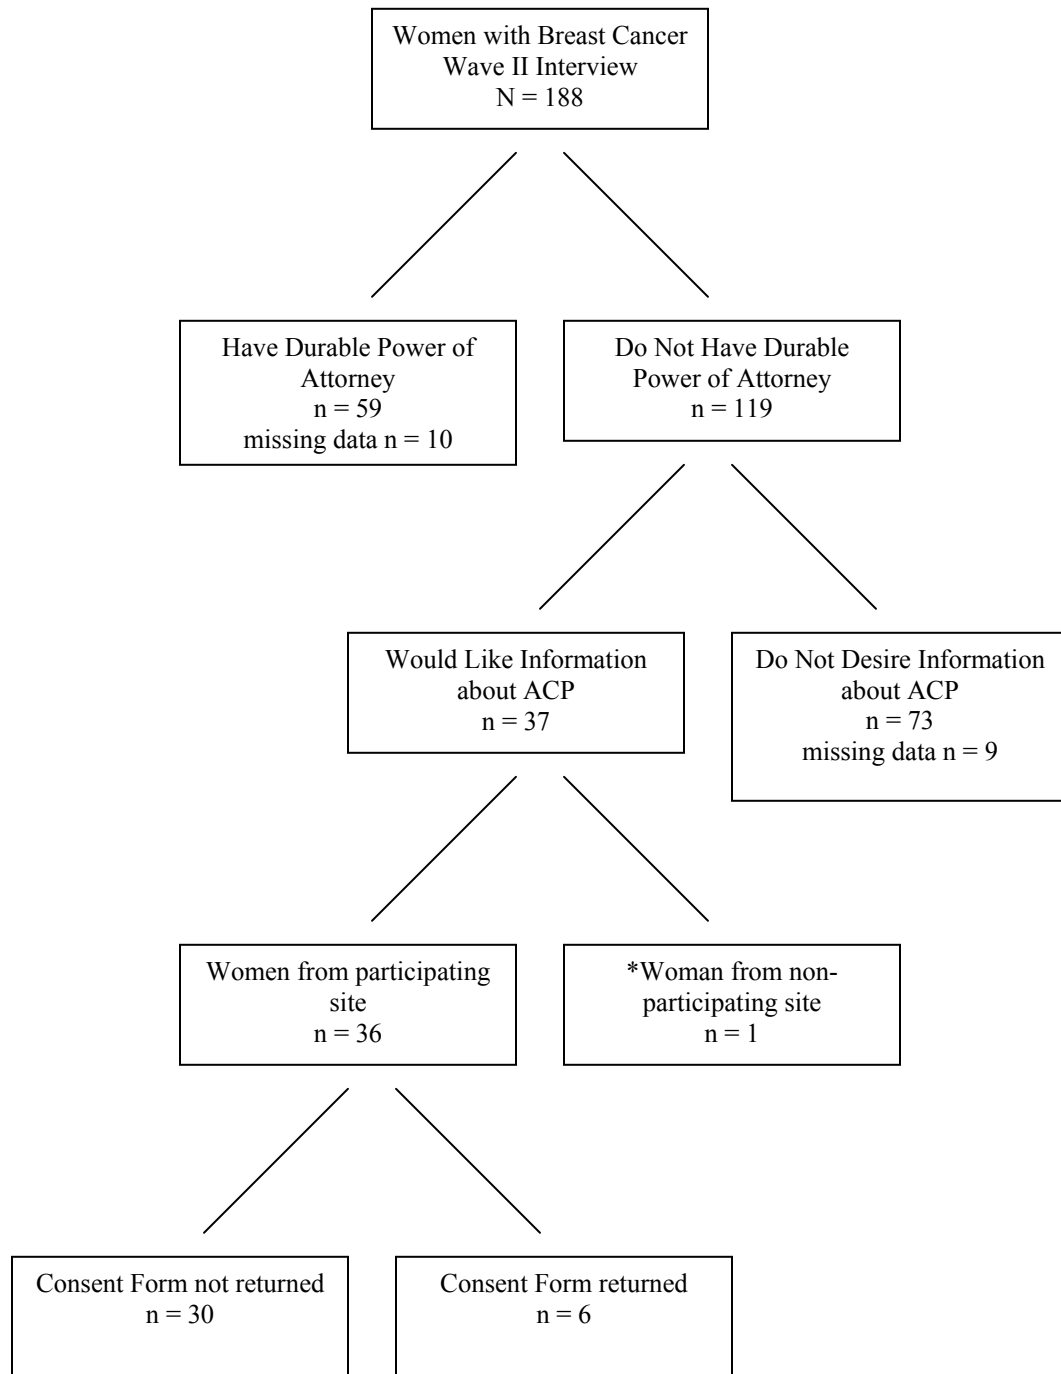 Women with Breast Cancer
Wave II Interview
N = 188
Have Durable Power of
Attorney
n = 59
missing data n = 10
Do Not Have Durable
Power of Attorney
n = 119
Would Like Information
about ACP
n = 37
Do Not Desire Information
about ACP
n = 73
missing data n = 9
Women from participating
site
n = 36
*Woman from non-
participating site
n = 1
Consent Form not returned
n = 30
Consent Form returned
n = 6